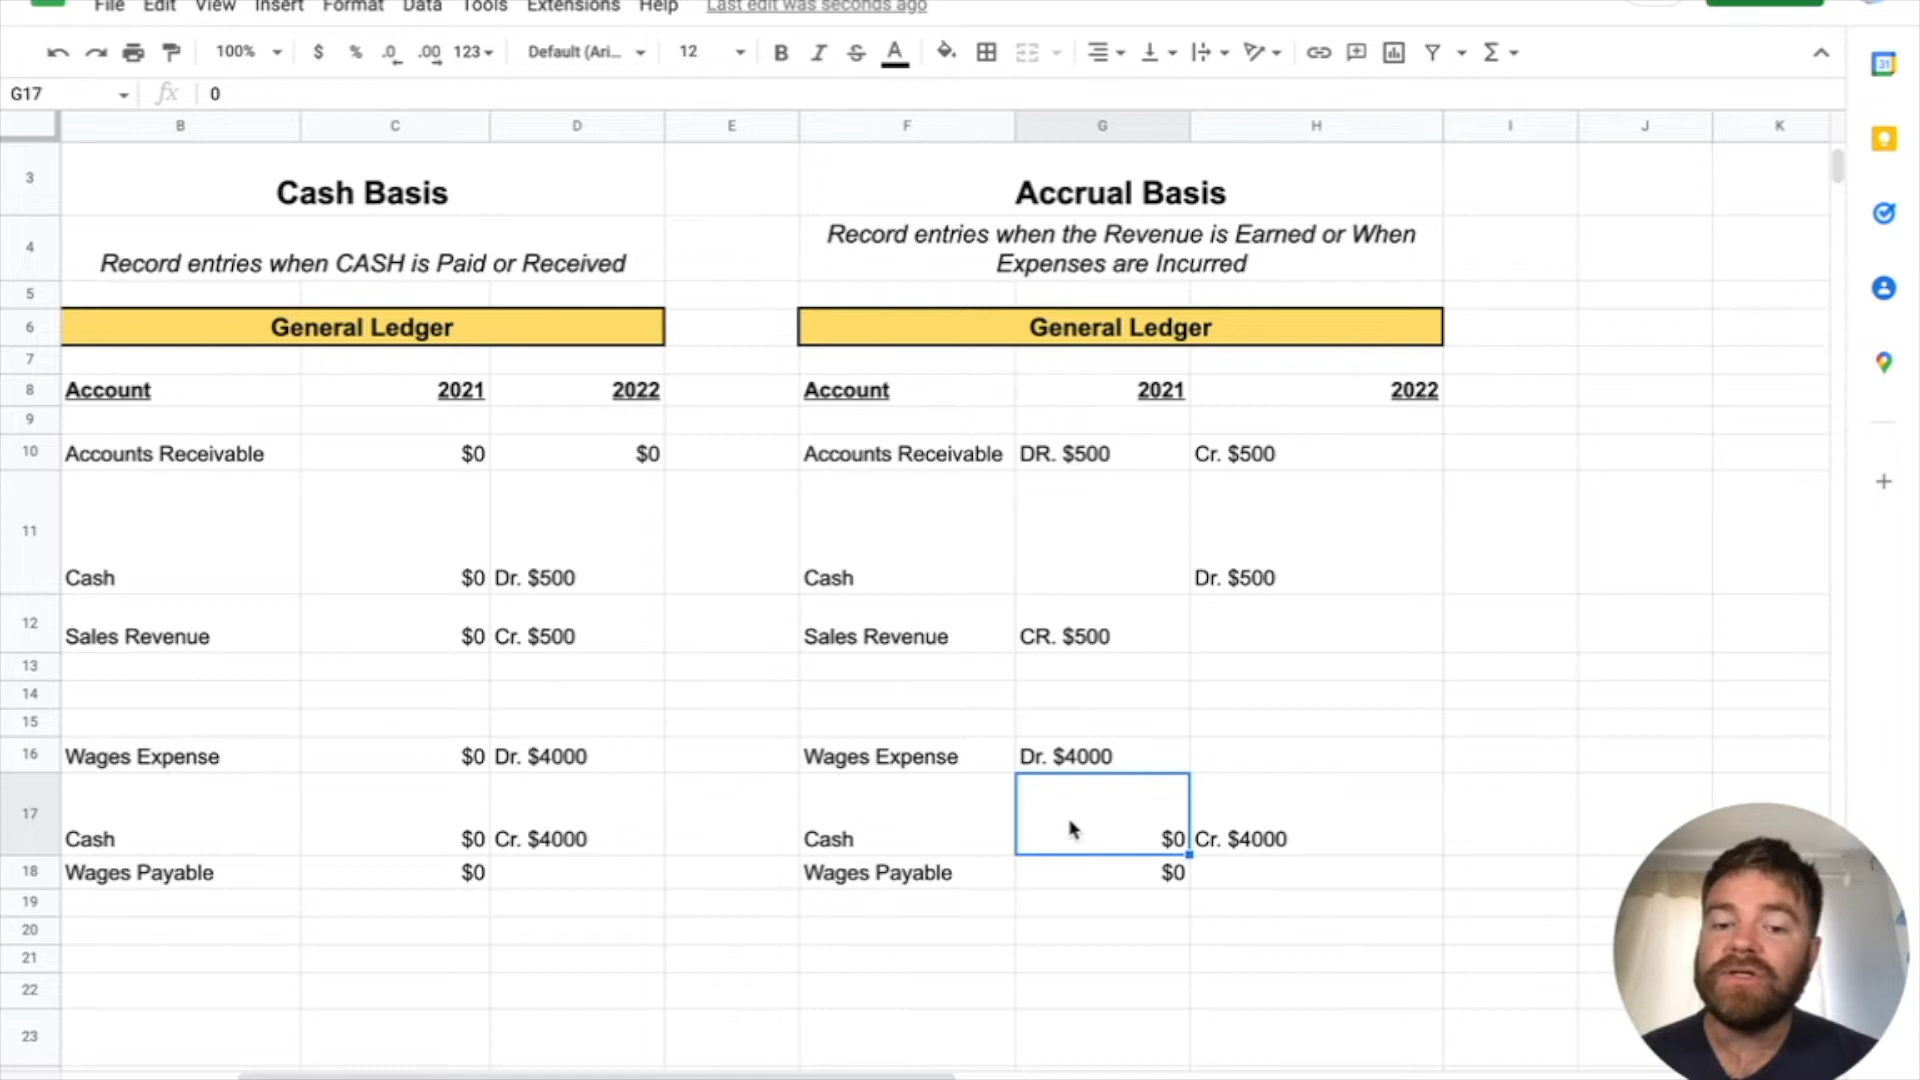 File Edit View Insert Format Data Tools Extensions Help Last edit was seconds ago
100% $ % .0 .00 123 Default (Ari... 12 B I S A
G17 fx 0
B C D E F G H I J K
3 Cash Basis Accrual Basis
4 Record entries when CASH is Paid or Received Record entries when the Revenue is Earned or When
Expenses are Incurred
5
6 General Ledger General Ledger
7
8 Account 2021 2022 Account 2021 2022
9
10 Accounts Receivable $0 $0 Accounts Receivable DR. $500 Cr. $500
11 Cash $0 Dr. $500 Cash Dr. $500
12 Sales Revenue $0 Cr. $500 Sales Revenue CR. $500
13
14
15
16 Wages Expense $0 Dr. $4000 Wages Expense Dr. $4000
17 Cash $0 Cr. $4000 Cash $0 Cr. $4000
18 Wages Payable $0 Wages Payable $0
19
20
21
22
23
31